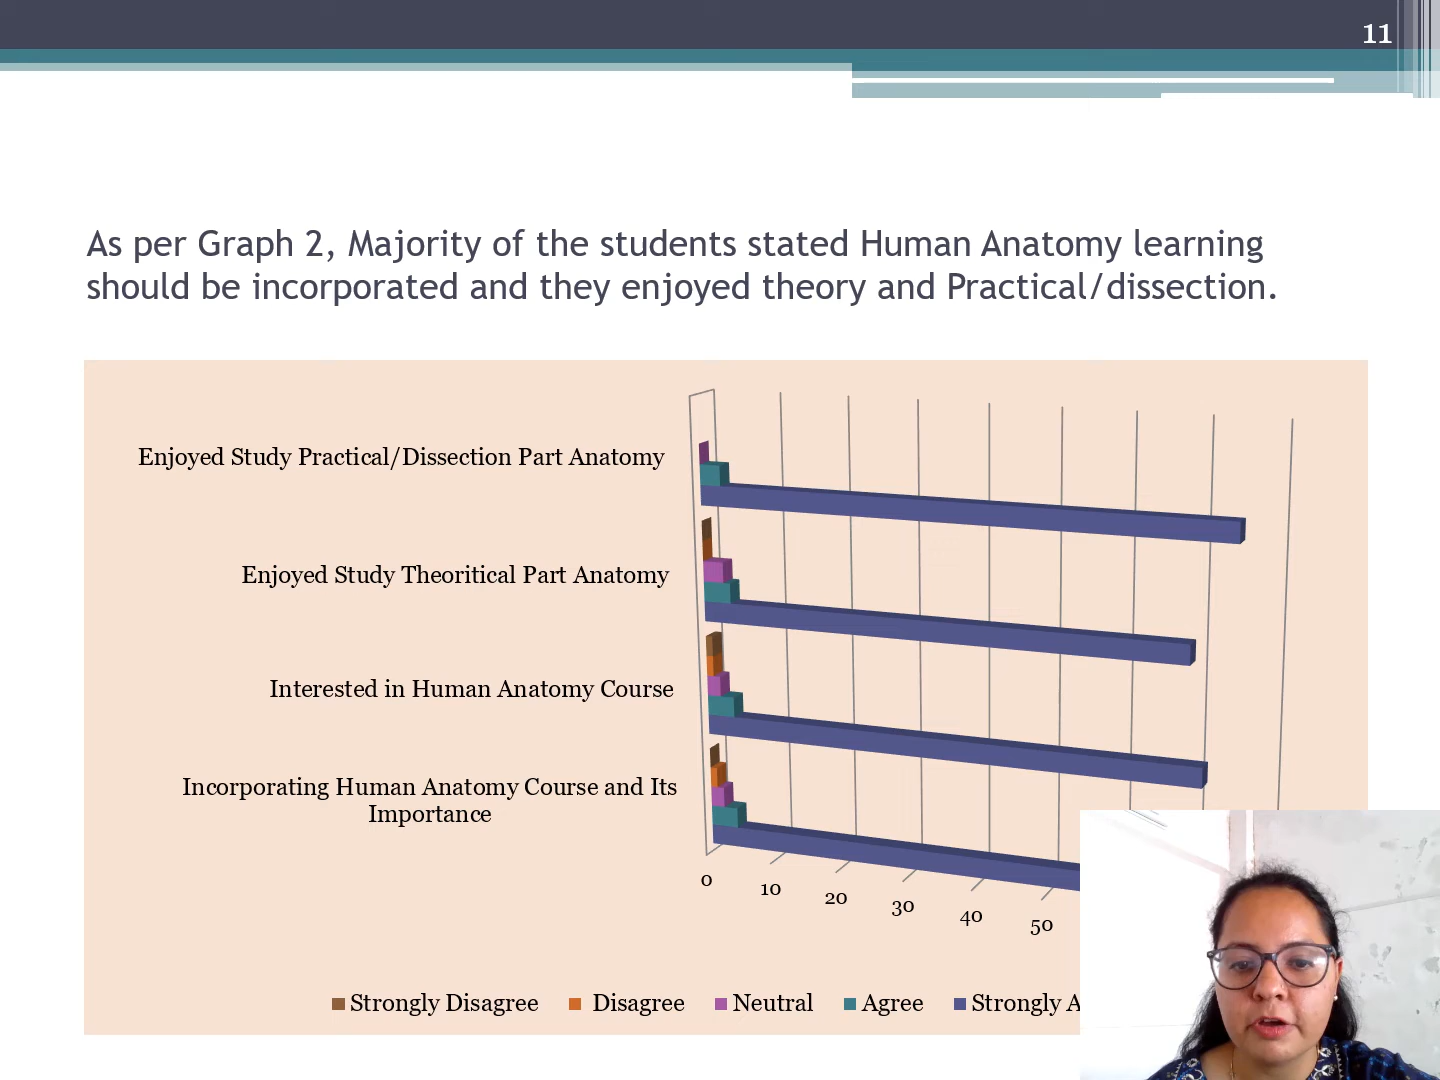 11
As per Graph 2, Majority of the students stated Human Anatomy learning
should be incorporated and they enjoyed theory and Practical/dissection.
Enjoyed Study Practical/Dissection Part Anatomy
Enjoyed Study Theoritical Part Anatomy
Interested in Human Anatomy Course
Incorporating Human Anatomy Course and Its
Importance
0 10 20 30 40 50
Strongly Disagree Disagree Neutral Agree Strongly